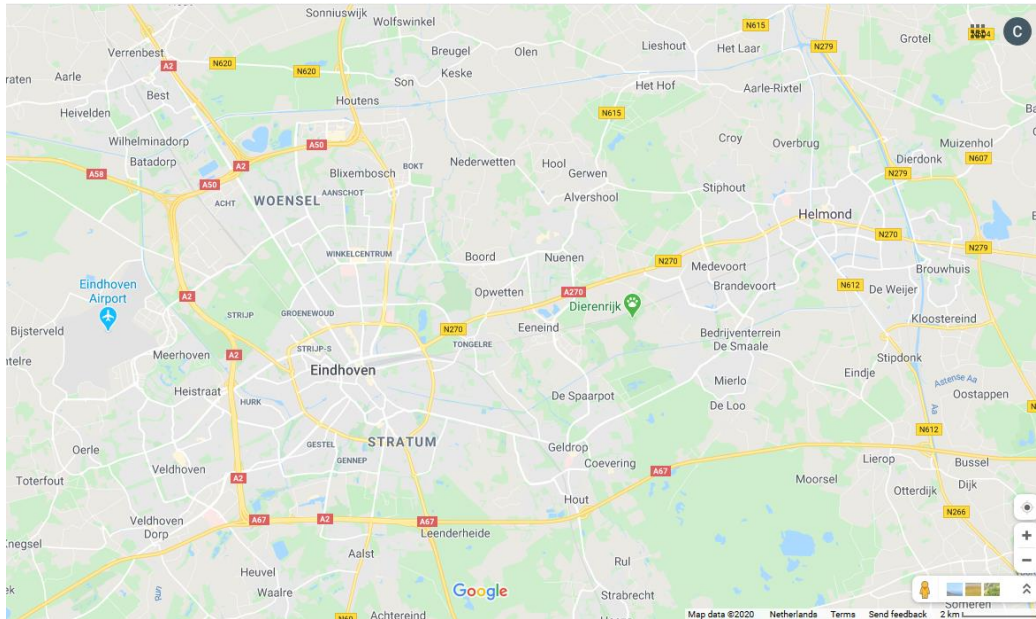 Sonniuswijk
Wolfswinkel
N615
Grotel
C
Verrenbest
Breugel
Olen
Lieshout
Het Laar
N279
A2
N620
N620
Aarle
Son
Keske
Best
Houtens
Het Hof
Aarle-Rixtel
Heivelden
N615
Wilhelminadorp
A50
Croy
Overbrug
Muizenhol
Batadorp
A2
BOKT
Nederwetten
Hool
Dierdonk
N607
A58
A50
Blixembosch
Gerwen
N279
AANSCHOT
Stiphout
ACHT
WOENSEL
Alvershool
Helmond
N270
N279
WINKELCENTRUM
Boord
Nuenen
N270
Medevoort
Brouwhuis
Eindhoven
Airport
A2
Opwetten
A270
Brandevoort
N612
De Weijer
Dierenrijk
STRIJP
GROENEWOUD
Kloostereind
Bijsterveld
N270
Eeneind
Bedrijventerrein
De Smaale
TONGELRE
STRIJP-S
Meerhoven
A2
Stipdonk
Eindhoven
Eindje
Mierlo
Astense Aa
Heistraat
De Spaarpot
Oostappen
HURK
De Loo
Aa
N612
GESTEL
STRATUM
Geldrop
Oerle
GENNEP
Coevering
Lierop
Bussel
Veldhoven
A67
Toterfout
A2
Moorsel
Dijk
Otterdijk
Hout
N266
Veldhoven
Dorp
A67
A2
A67
Leenderheide
Knegsel
Aalst
Rul
Heuvel
Waalre
Google
Strabrecht
Someren
N69
Achtereind
Map data ©2020 Netherlands Terms Send feedback 2 km